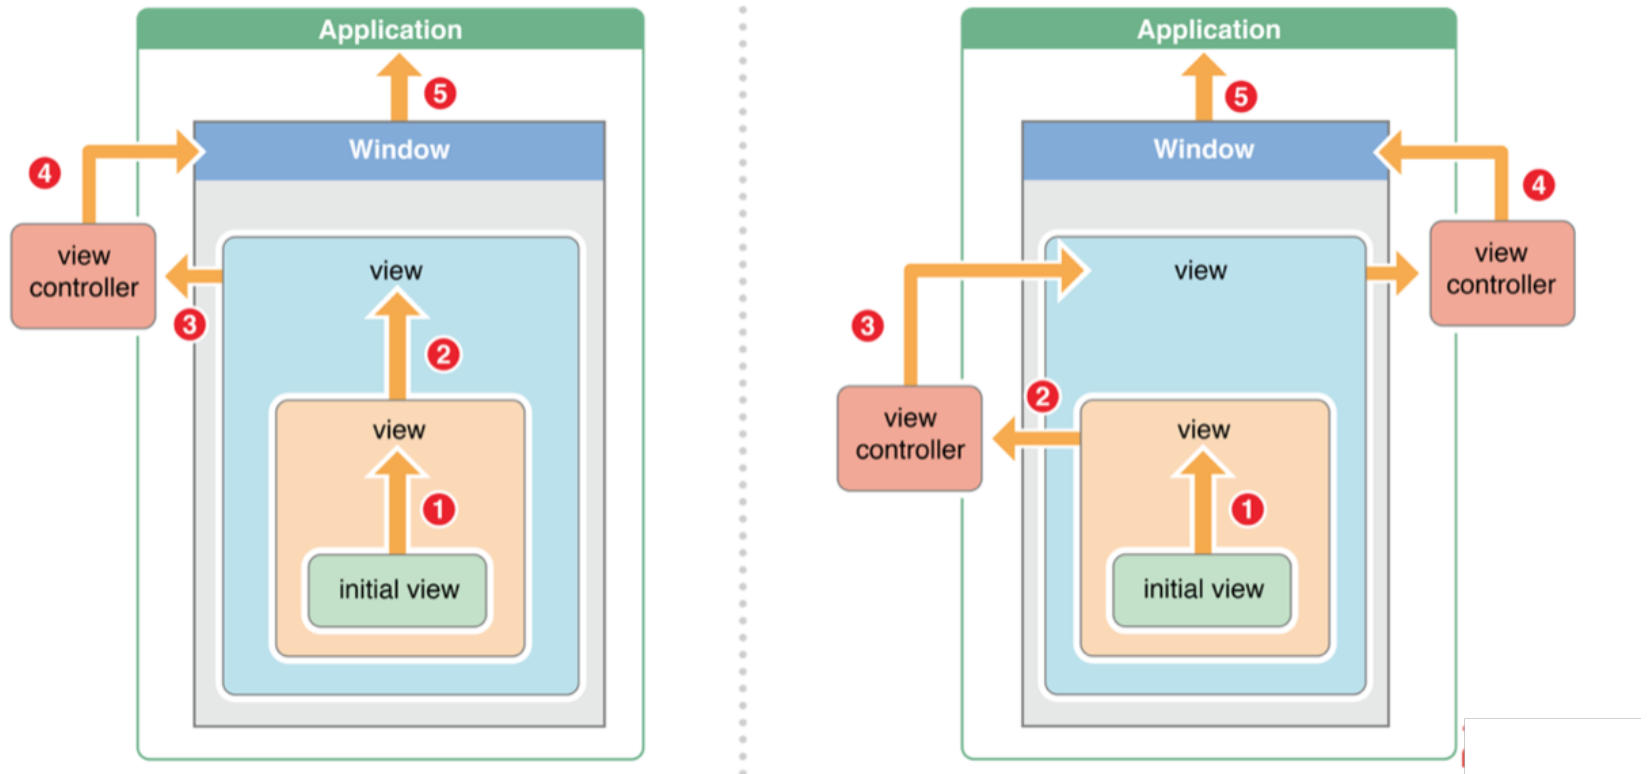 Application
5
Window
4
view
controller
view
3
2
view
1
initial view
Application
5
Window
4
view
controller
view
3
2
view
controller
view
1
initial view